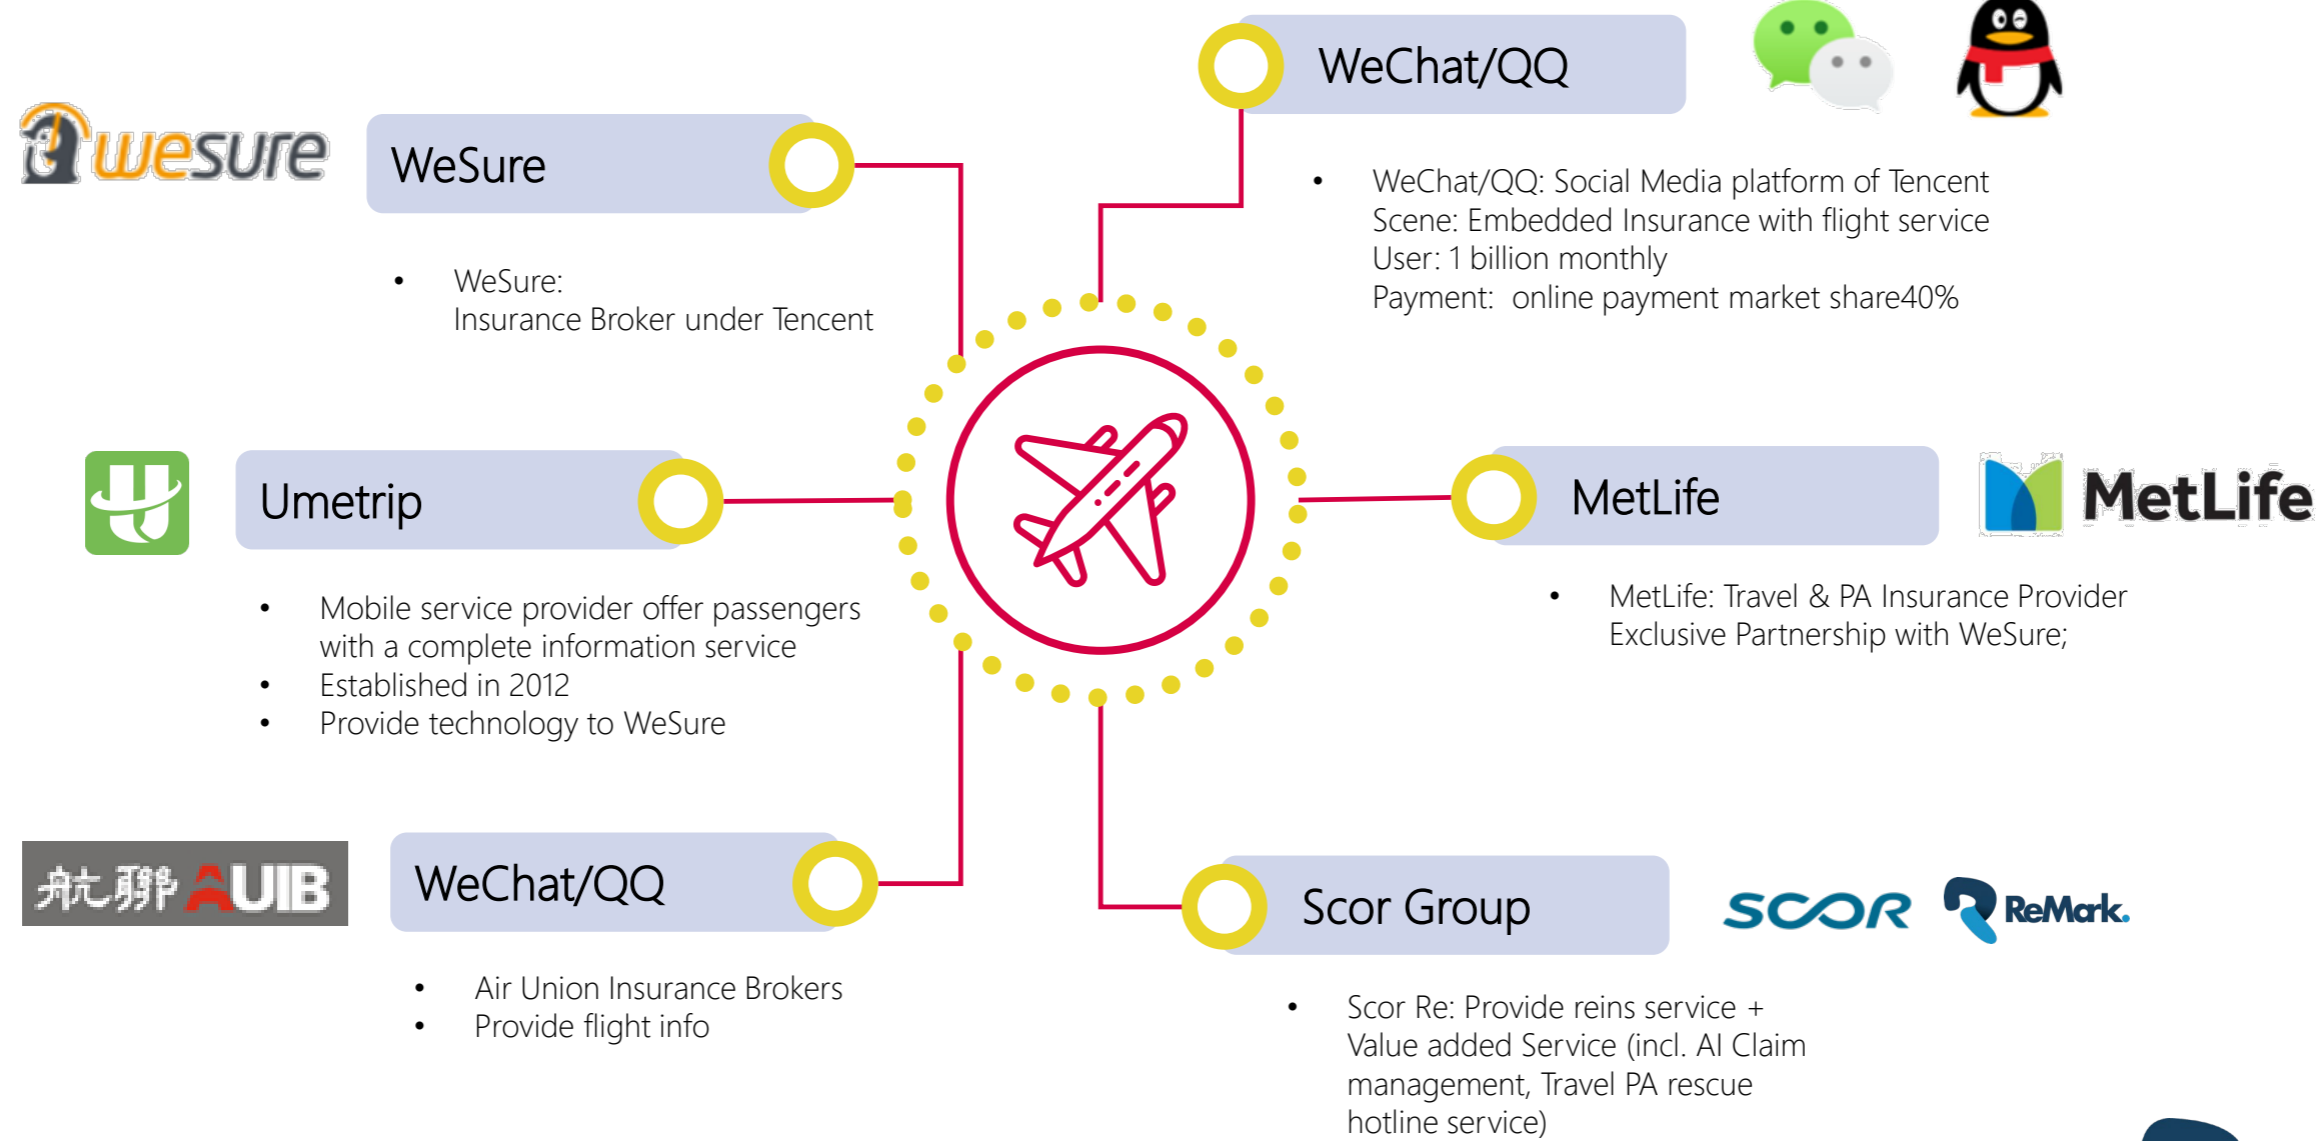 WeChat/QQ
wesure
WeSure
• WeChat/QQ: Social Media platform of Tencent
Scene: Embedded Insurance with flight service
User: 1 billion monthly
Payment: online payment market share40%
• WeSure:
Insurance Broker under Tencent
Umetrip
MetLife
MetLife
• Mobile service provider offer passengers
with a complete information service
• Established in 2012
• Provide technology to WeSure
• MetLife: Travel & PA Insurance Provider
Exclusive Partnership with WeSure;
航聯 AUIB
WeChat/QQ
Scor Group
SCOR
ReMark.
• Air Union Insurance Brokers
• Provide flight info
• Scor Re: Provide reins service +
Value added Service (incl. AI Claim
management, Travel PA rescue
hotline service)